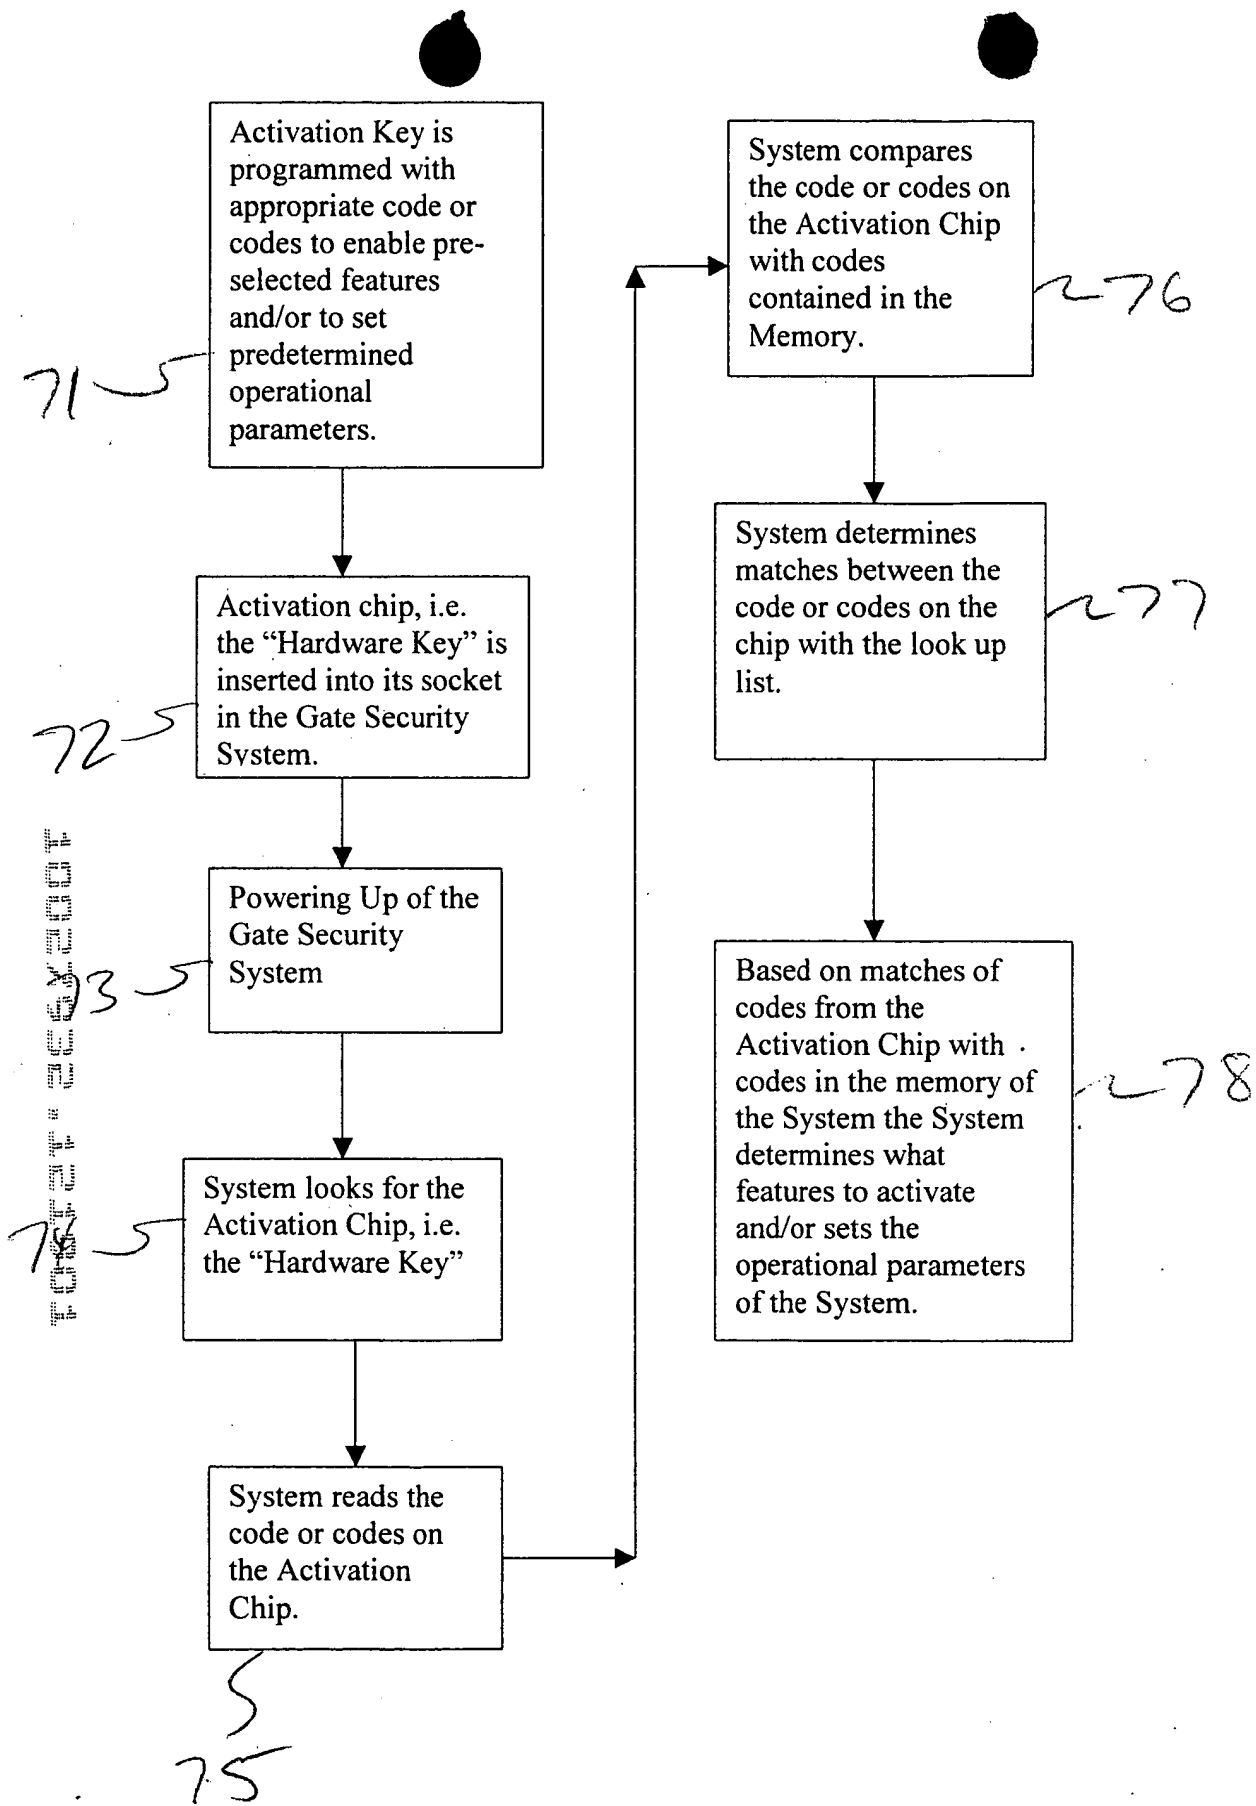 Activation Key is
programmed with
appropriate code or
codes to enable pre-
selected features
and/or to set
predetermined
operational
parameters.
71
Activation chip, i.e.
the “Hardware Key” is
inserted into its socket
in the Gate Security
System.
72
Powering Up of the
Gate Security
System
73
System looks for the
Activation Chip, i.e.
the “Hardware Key”
74
System reads the
code or codes on
the Activation
Chip.
75
System compares
the code or codes on
the Activation Chip
with codes
contained in the
Memory.
76
System determines
matches between the
code or codes on the
chip with the look up
list.
77
Based on matches of
codes from the
Activation Chip with
codes in the memory of
the System the System
determines what
features to activate
and/or sets the
operational parameters
of the System.
78